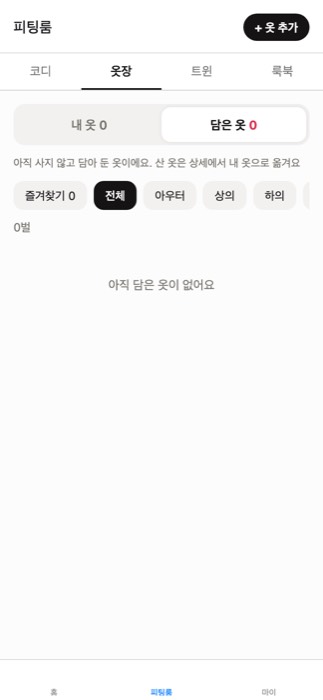 피팅룸
+ 옷 추가
코디 옷장 트윈 룩북
내 옷 0 담은 옷 0
아직 사지 않고 담아 둔 옷이에요. 산 옷은 상세에서 내 옷으로 옮겨요
즐겨찾기 0 전체 아우터 상의 하의
0벌
아직 담은 옷이 없어요
홈 피팅룸 마이